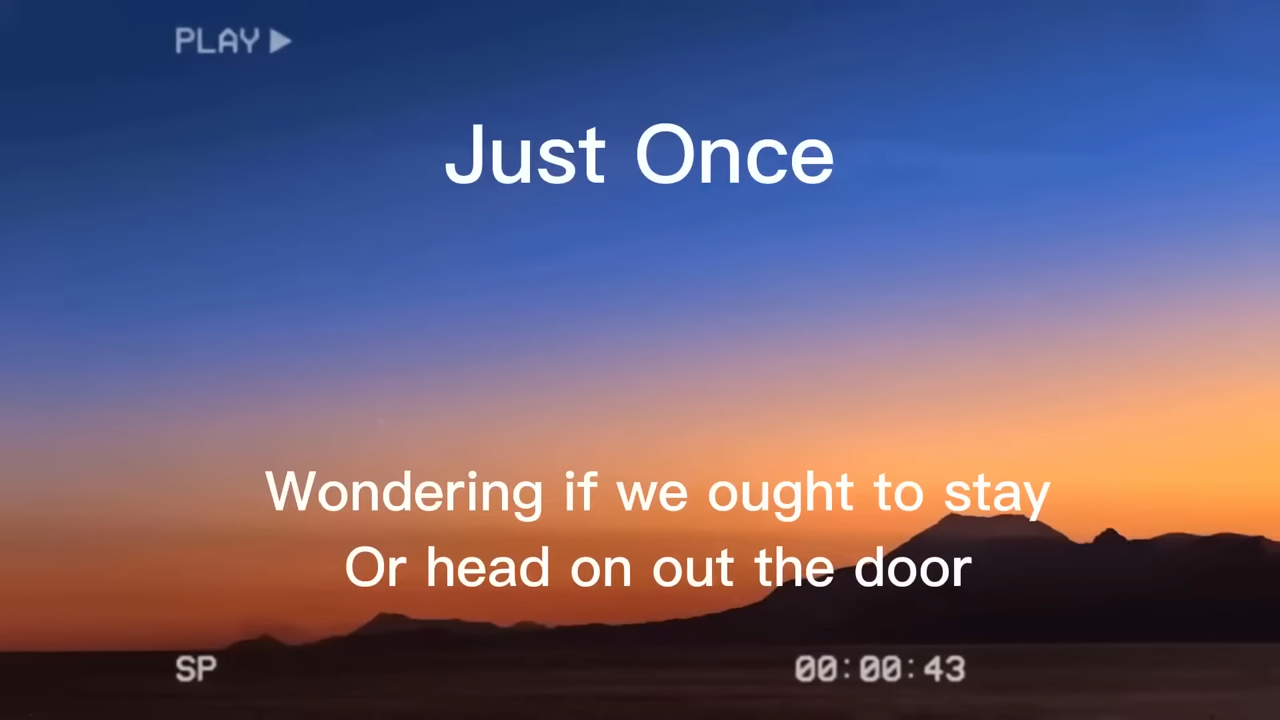 PLAY ▶
Just Once
Wondering if we ought to stay
Or head on out the door
SP
00:00:43